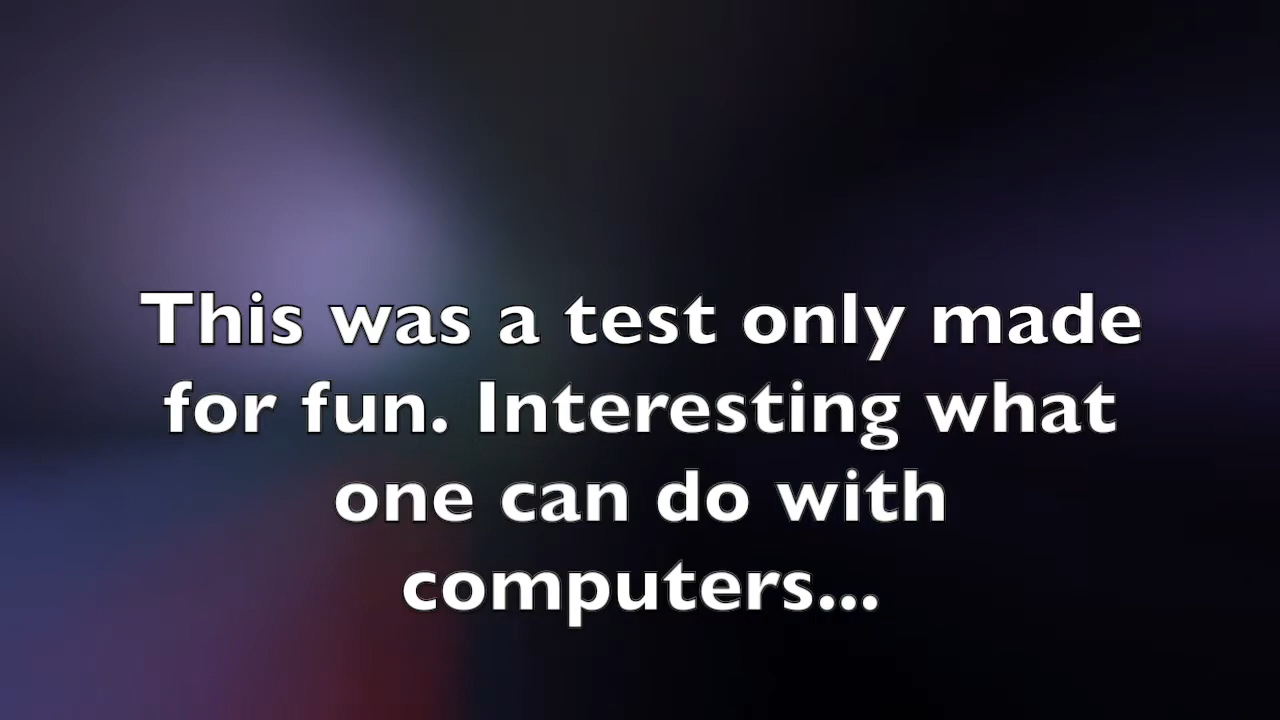 This was a test only made
for fun. Interesting what
one can do with
computers...